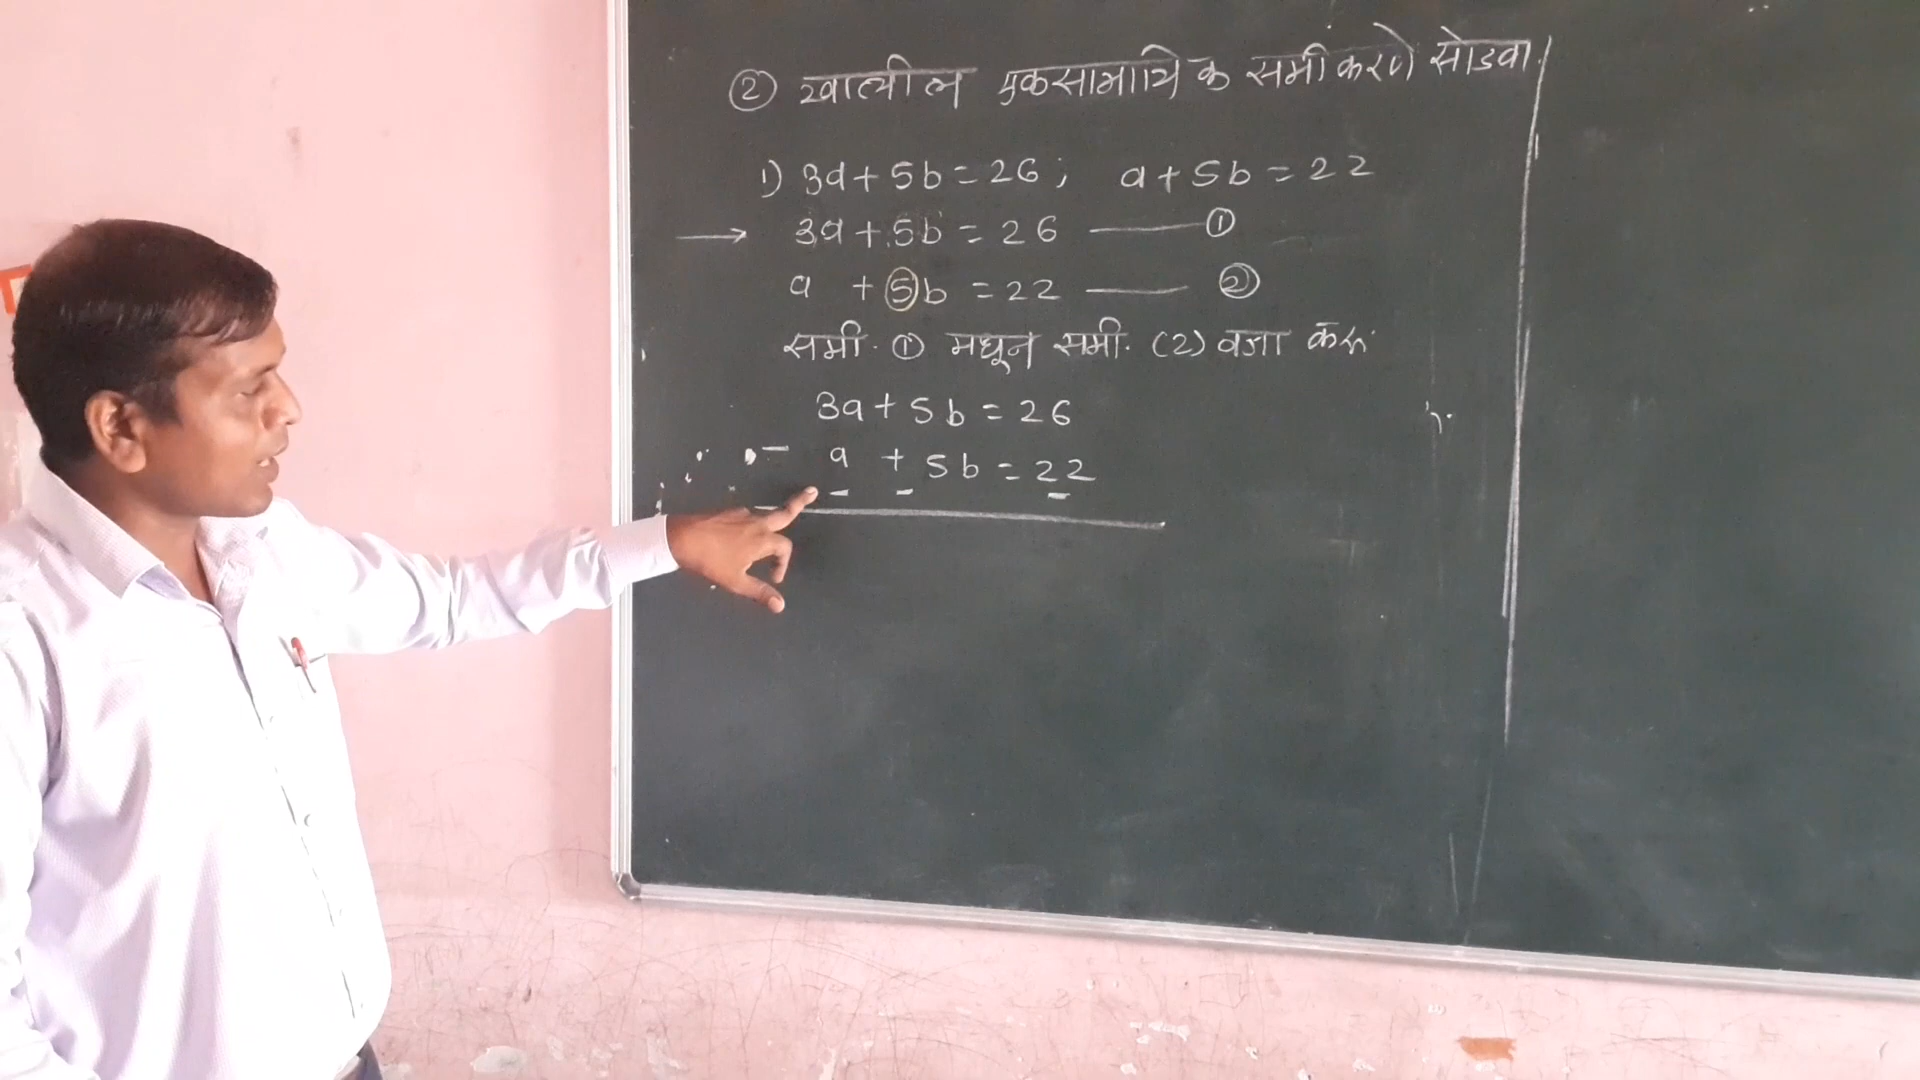 ② खालील एकसामायिक समीकरणे सोडवा.
1) 3a + 5b = 26 ; a + 5b = 22
→ 3a + 5b = 26 —— ①
a + 5b = 22 —— ②
समी. ① मधून समी. (2) वजा करू
3a + 5b = 26
- a + 5b = 22
- - -